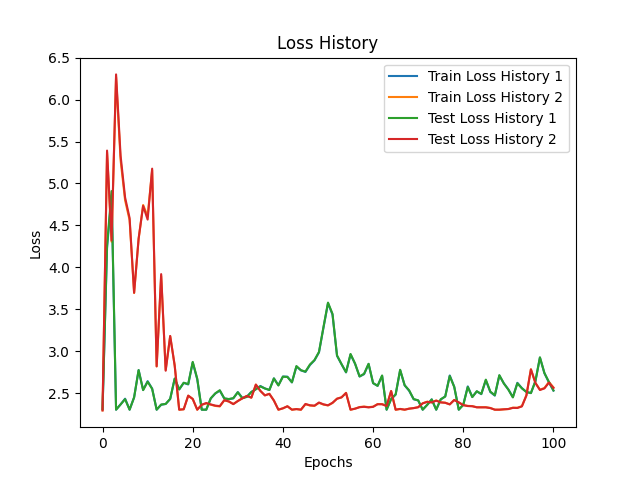 Loss History
6.5
6.0
5.5
5.0
4.5
4.0
3.5
3.0
2.5
Loss
Train Loss History 1
Train Loss History 2
Test Loss History 1
Test Loss History 2
0 20 40 60 80 100
Epochs